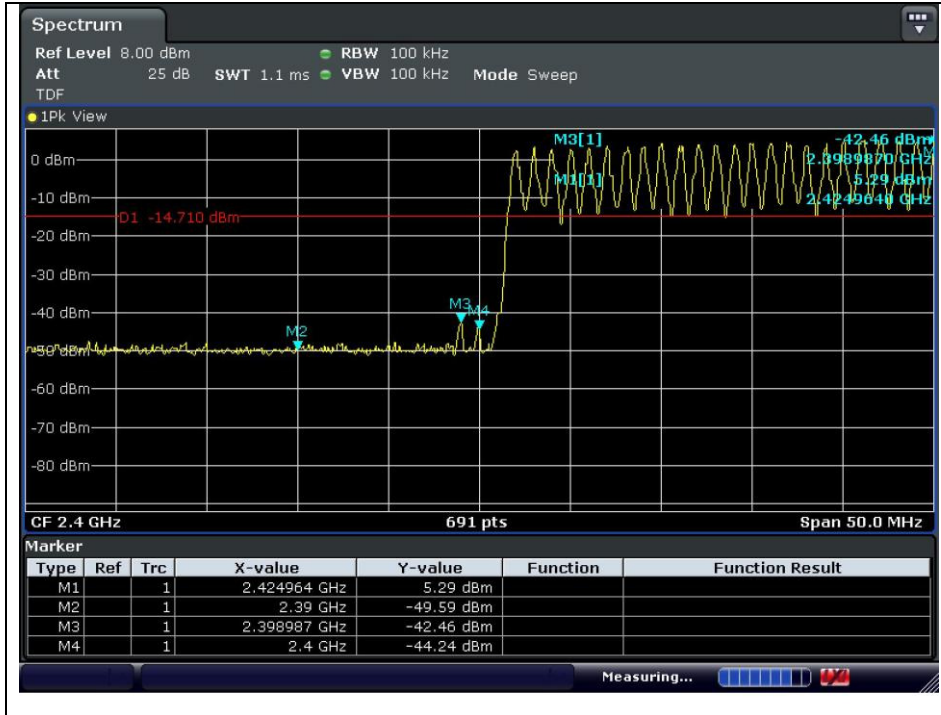 Spectrum
Ref Level 8.00 dBm RBW 100 kHz
Att 25 dB SWT 1.1 ms VBW 100 kHz Mode Sweep
TDF
1Pk View
M3[1] -42.46 dBm
0 dBm 2.3989870 GHz
M1[1] 5.29 dBm
-10 dBm 2.4249640 GHz
D1 -14.710 dBm
-20 dBm
-30 dBm
-40 dBm
M3
M4
M2
-50 dBm
-60 dBm
-70 dBm
-80 dBm
CF 2.4 GHz 691 pts Span 50.0 MHz
Marker
Type Ref Trc X-value Y-value Function Function Result
M1 1 2.424964 GHz 5.29 dBm
M2 1 2.39 GHz -49.59 dBm
M3 1 2.398987 GHz -42.46 dBm
M4 1 2.4 GHz -44.24 dBm
Measuring...